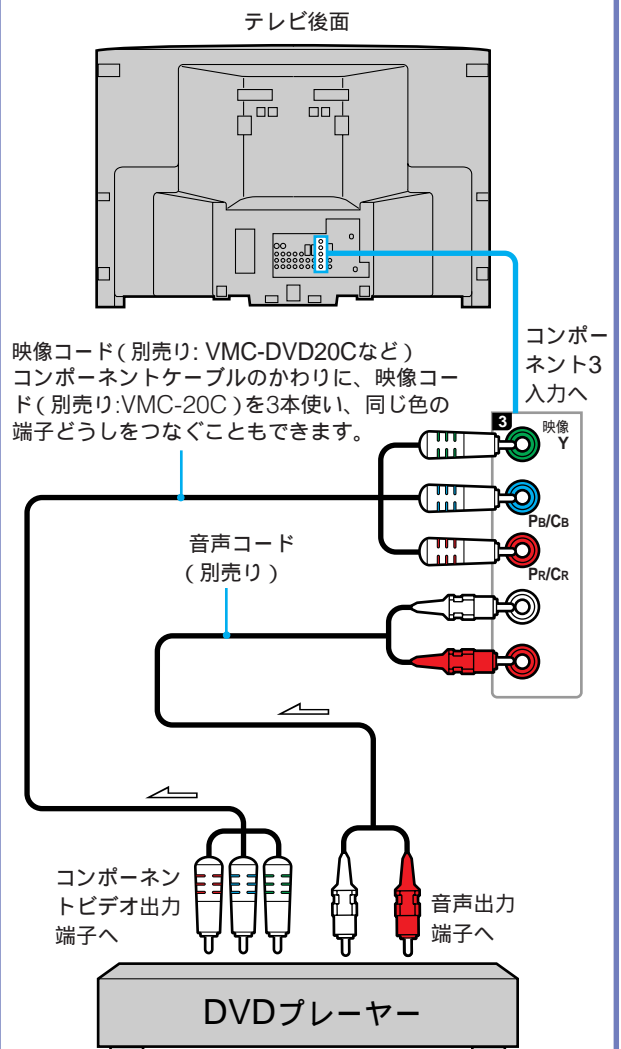 テレビ後面
コンポー
ネント3
入力へ
映像コード(別売り: VMC-DVD20Cなど)
コンポーネントケーブルのかわりに、映像コー
ド(別売り:VMC-20C)を3本使い、同じ色の
端子どうしをつなぐこともできます。
3
映像
Y
PB/CB
PR/CR
音声コード
(別売り)
コンポーネン
トビデオ出力
端子へ
音声出力
端子へ
DVDプレーヤー